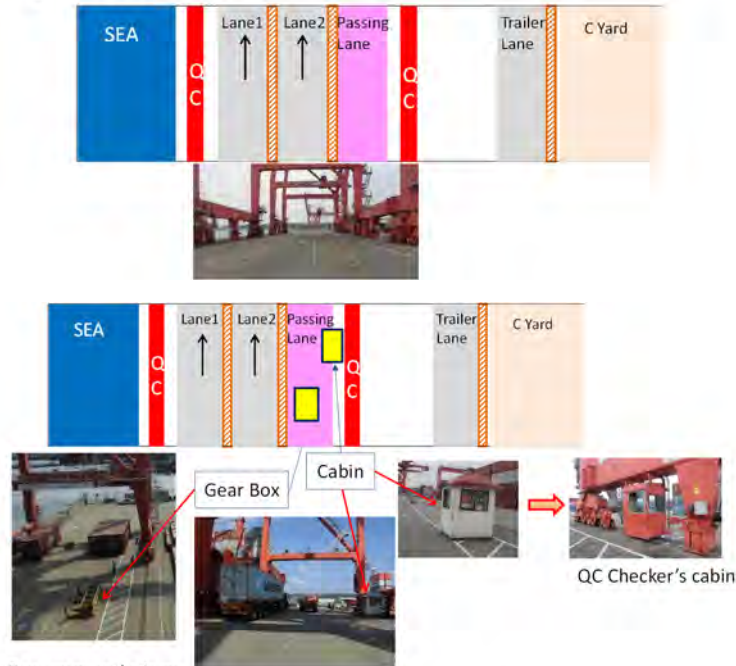 SEA
Q
C
Lane1
Lane2
Passing
Lane
Q
C
Trailer
Lane
C Yard
SEA
Q
C
Lane1
Lane2
Passing
Lane
Q
C
Trailer
Lane
C Yard
Gear Box
Cabin
QC Checker's cabin